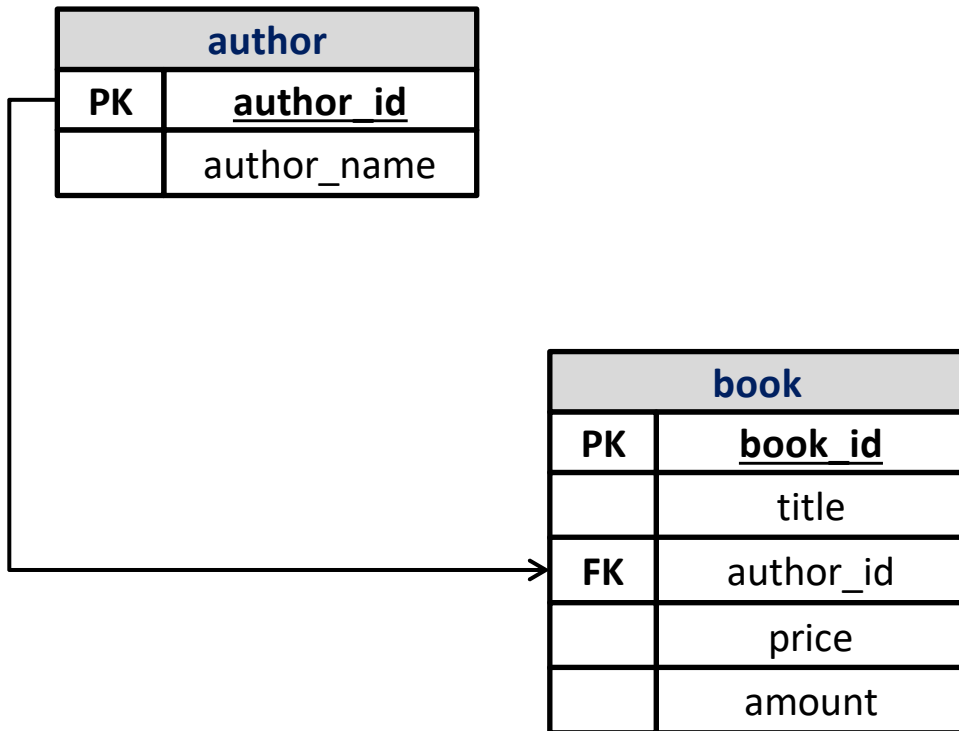 author
PK author_id
author_name
book
PK book_id
title
FK author_id
price
amount